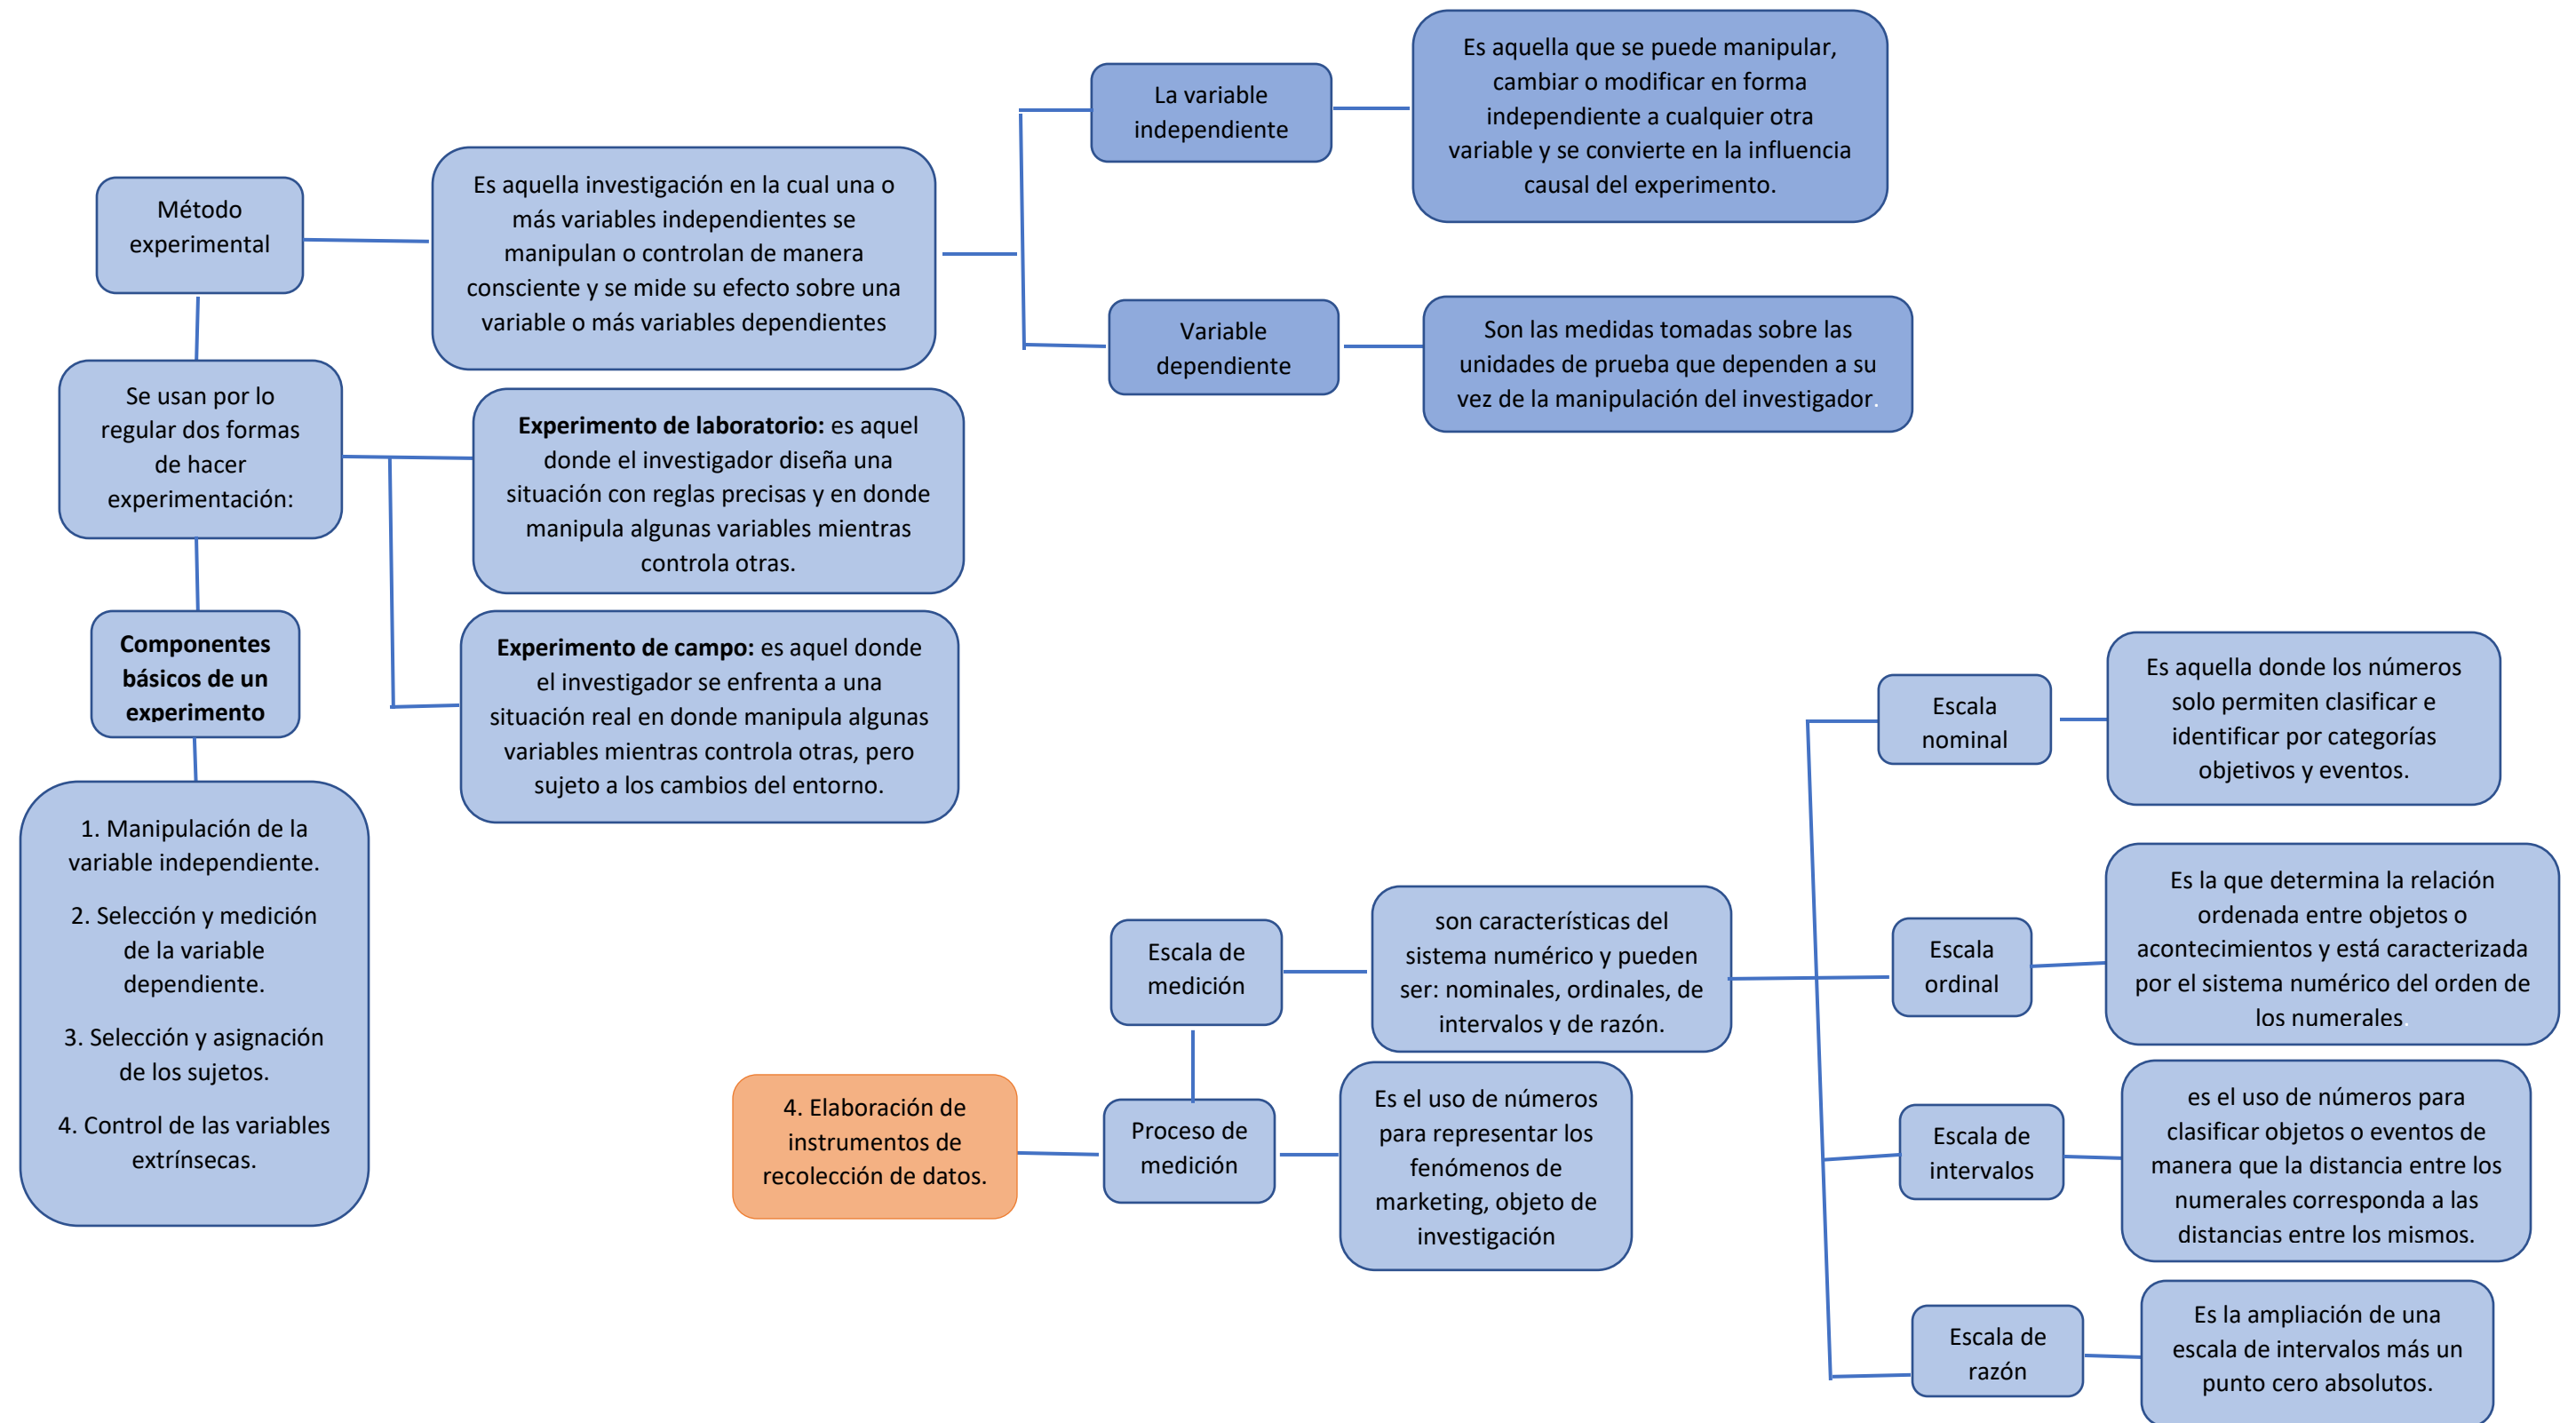 Método
experimental
Es aquella investigación en la cual una o
más variables independientes se
manipulan o controlan de manera
consciente y se mide su efecto sobre una
variable o más variables dependientes
La variable
independiente
Es aquella que se puede manipular,
cambiar o modificar en forma
independiente a cualquier otra
variable y se convierte en la influencia
causal del experimento.
Variable
dependiente
Son las medidas tomadas sobre las
unidades de prueba que dependen a su
vez de la manipulación del investigador.
Se usan por lo
regular dos formas
de hacer
experimentación:
Experimento de laboratorio: es aquel
donde el investigador diseña una
situación con reglas precisas y en donde
manipula algunas variables mientras
controla otras.
Experimento de campo: es aquel donde
el investigador se enfrenta a una
situación real en donde manipula algunas
variables mientras controla otras, pero
sujeto a los cambios del entorno.
Componentes
básicos de un
experimento
1. Manipulación de la
variable independiente.
2. Selección y medición
de la variable
dependiente.
3. Selección y asignación
de los sujetos.
4. Control de las variables
extrínsecas.
4. Elaboración de
instrumentos de
recolección de datos.
Proceso de
medición
Es el uso de números
para representar los
fenómenos de
marketing, objeto de
investigación
Escala de
medición
son características del
sistema numérico y pueden
ser: nominales, ordinales, de
intervalos y de razón.
Escala
nominal
Es aquella donde los números
solo permiten clasificar e
identificar por categorías
objetivos y eventos.
Escala
ordinal
Es la que determina la relación
ordenada entre objetos o
acontecimientos y está caracterizada
por el sistema numérico del orden de
los numerales.
Escala de
intervalos
es el uso de números para
clasificar objetos o eventos de
manera que la distancia entre los
numerales corresponda a las
distancias entre los mismos.
Escala de
razón
Es la ampliación de una
escala de intervalos más un
punto cero absolutos.